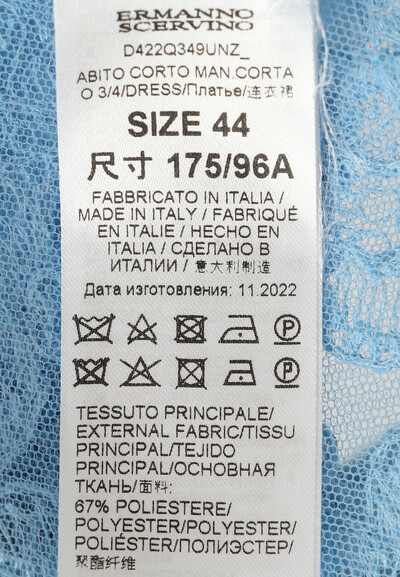 ERMANNO
SCERVINO
D422Q349UNZ_
ABITO CORTO MAN.CORTA
O 3/4/DRESS/Платье/连衣裙
SIZE 44
尺寸 175/96A
FABBRICATO IN ITALIA /
MADE IN ITALY / FABRIQUÉ
EN ITALIE / HECHO EN
ITALIA / СДЕЛАНО В
ИТАЛИИ / 意大利制造
Дата изготовления: 11.2022
P
P
TESSUTO PRINCIPALE/
EXTERNAL FABRIC/TISSU
PRINCIPAL/TEJIDO
PRINCIPAL/ОСНОВНАЯ
ТКАНЬ/面料:
67% POLIESTERE/
POLYESTER/POLYESTER/
POLIÉSTER/ПОЛИЭСТЕР/
聚酯纤维